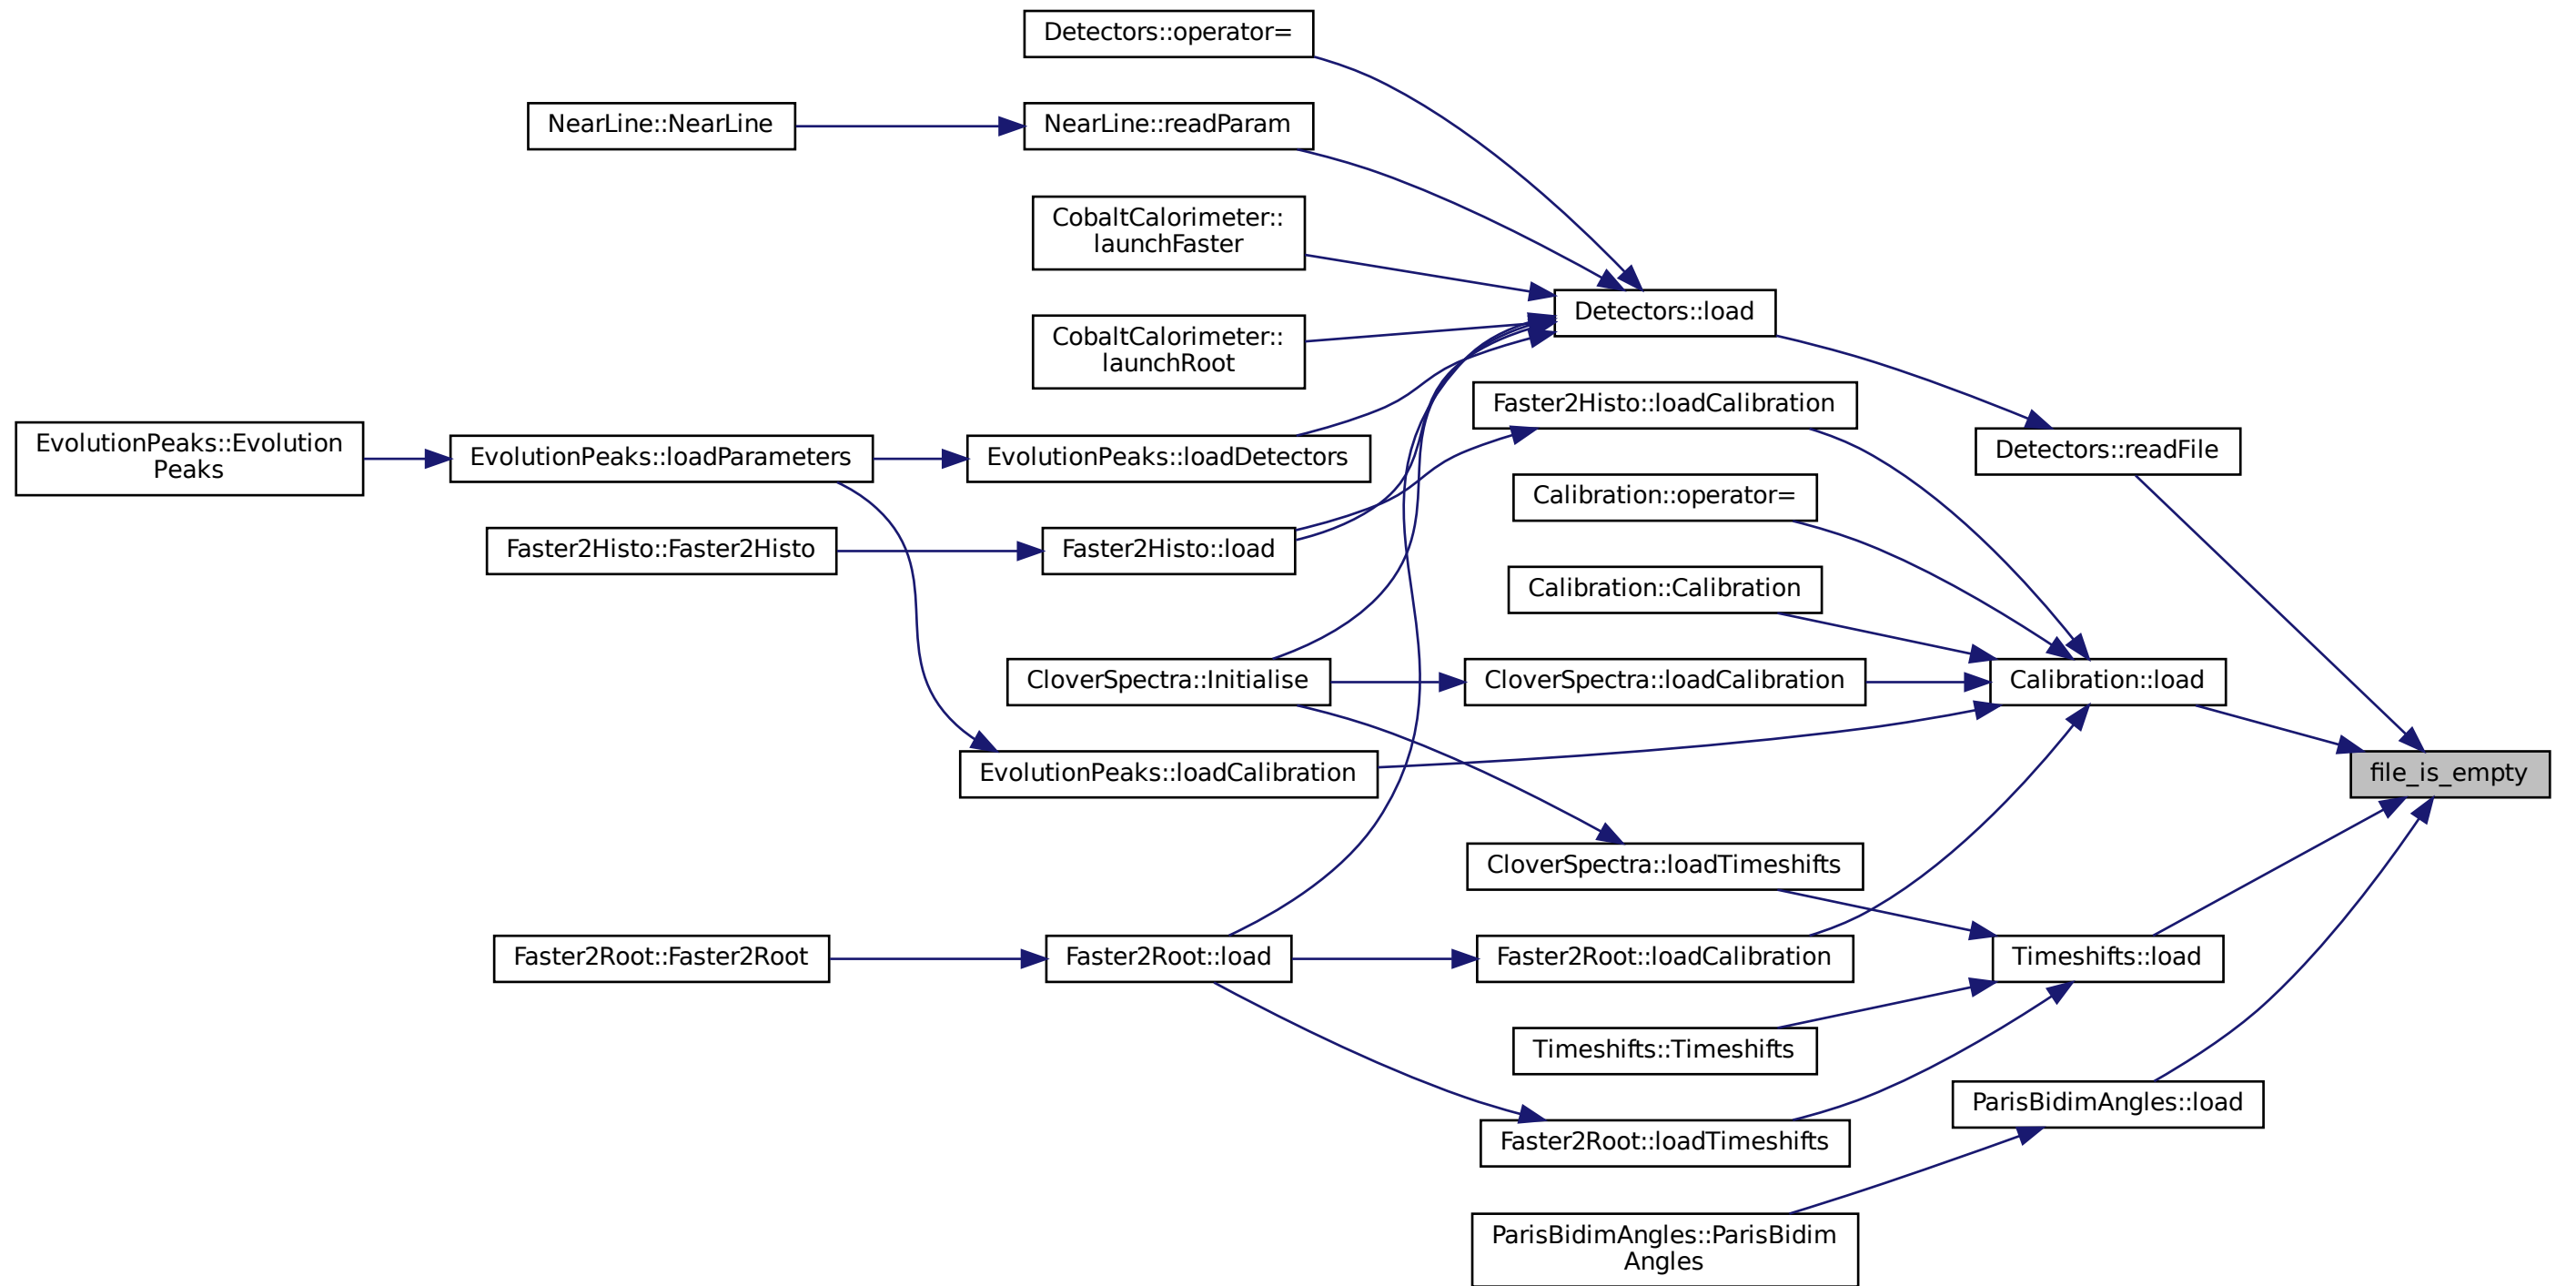 Detectors::operator=
NearLine::NearLine
NearLine::readParam
CobaltCalorimeter::
launchFaster
Detectors::load
CobaltCalorimeter::
launchRoot
Faster2Histo::loadCalibration
EvolutionPeaks::Evolution
Peaks
EvolutionPeaks::loadParameters
EvolutionPeaks::loadDetectors
Detectors::readFile
Calibration::operator=
Faster2Histo::Faster2Histo
Faster2Histo::load
Calibration::Calibration
CloverSpectra::Initialise
CloverSpectra::loadCalibration
Calibration::load
EvolutionPeaks::loadCalibration
file_is_empty
CloverSpectra::loadTimeshifts
Faster2Root::Faster2Root
Faster2Root::load
Faster2Root::loadCalibration
Timeshifts::load
Timeshifts::Timeshifts
ParisBidimAngles::load
Faster2Root::loadTimeshifts
ParisBidimAngles::ParisBidim
Angles